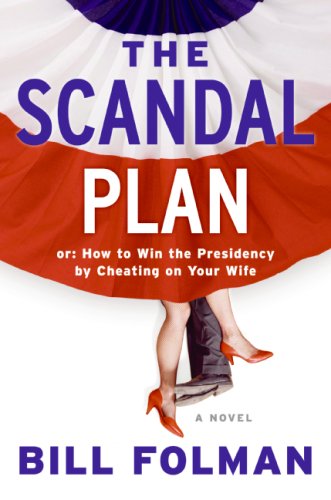 THE
SCANDAL
PLAN
or: How to Win the Presidency
by Cheating on Your Wife
A NOVEL
BILL FOLMAN